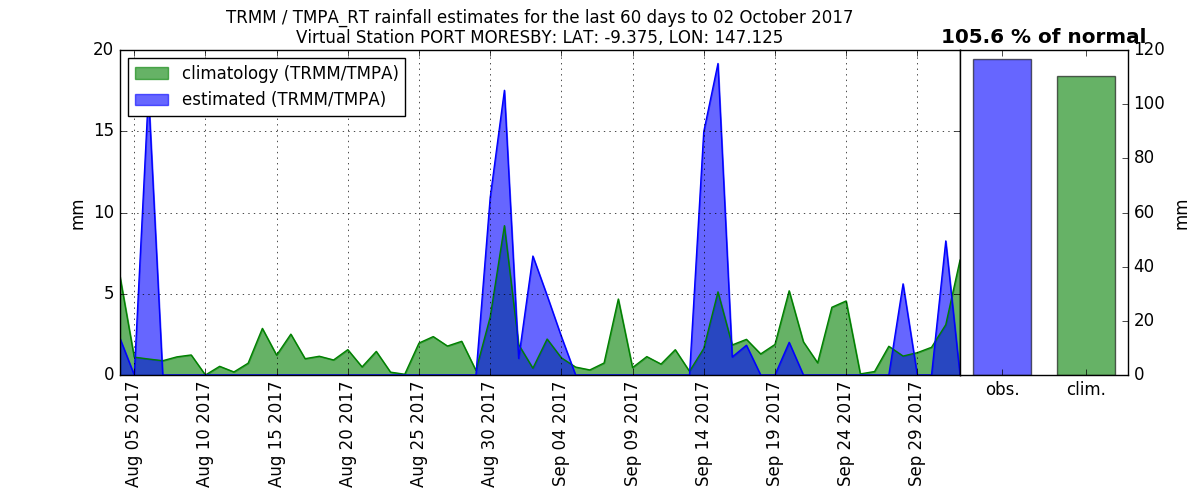 TRMM / TMPA_RT rainfall estimates for the last 60 days to 02 October 2017
Virtual Station PORT MORESBY: LAT: -9.375, LON: 147.125
105.6 % of normal
climatology (TRMM/TMPA)
estimated (TRMM/TMPA)
20
15
10
5
0
mm
120
100
80
60
40
20
0
mm
obs.
clim.
Aug 05 2017
Aug 10 2017
Aug 15 2017
Aug 20 2017
Aug 25 2017
Aug 30 2017
Sep 04 2017
Sep 09 2017
Sep 14 2017
Sep 19 2017
Sep 24 2017
Sep 29 2017